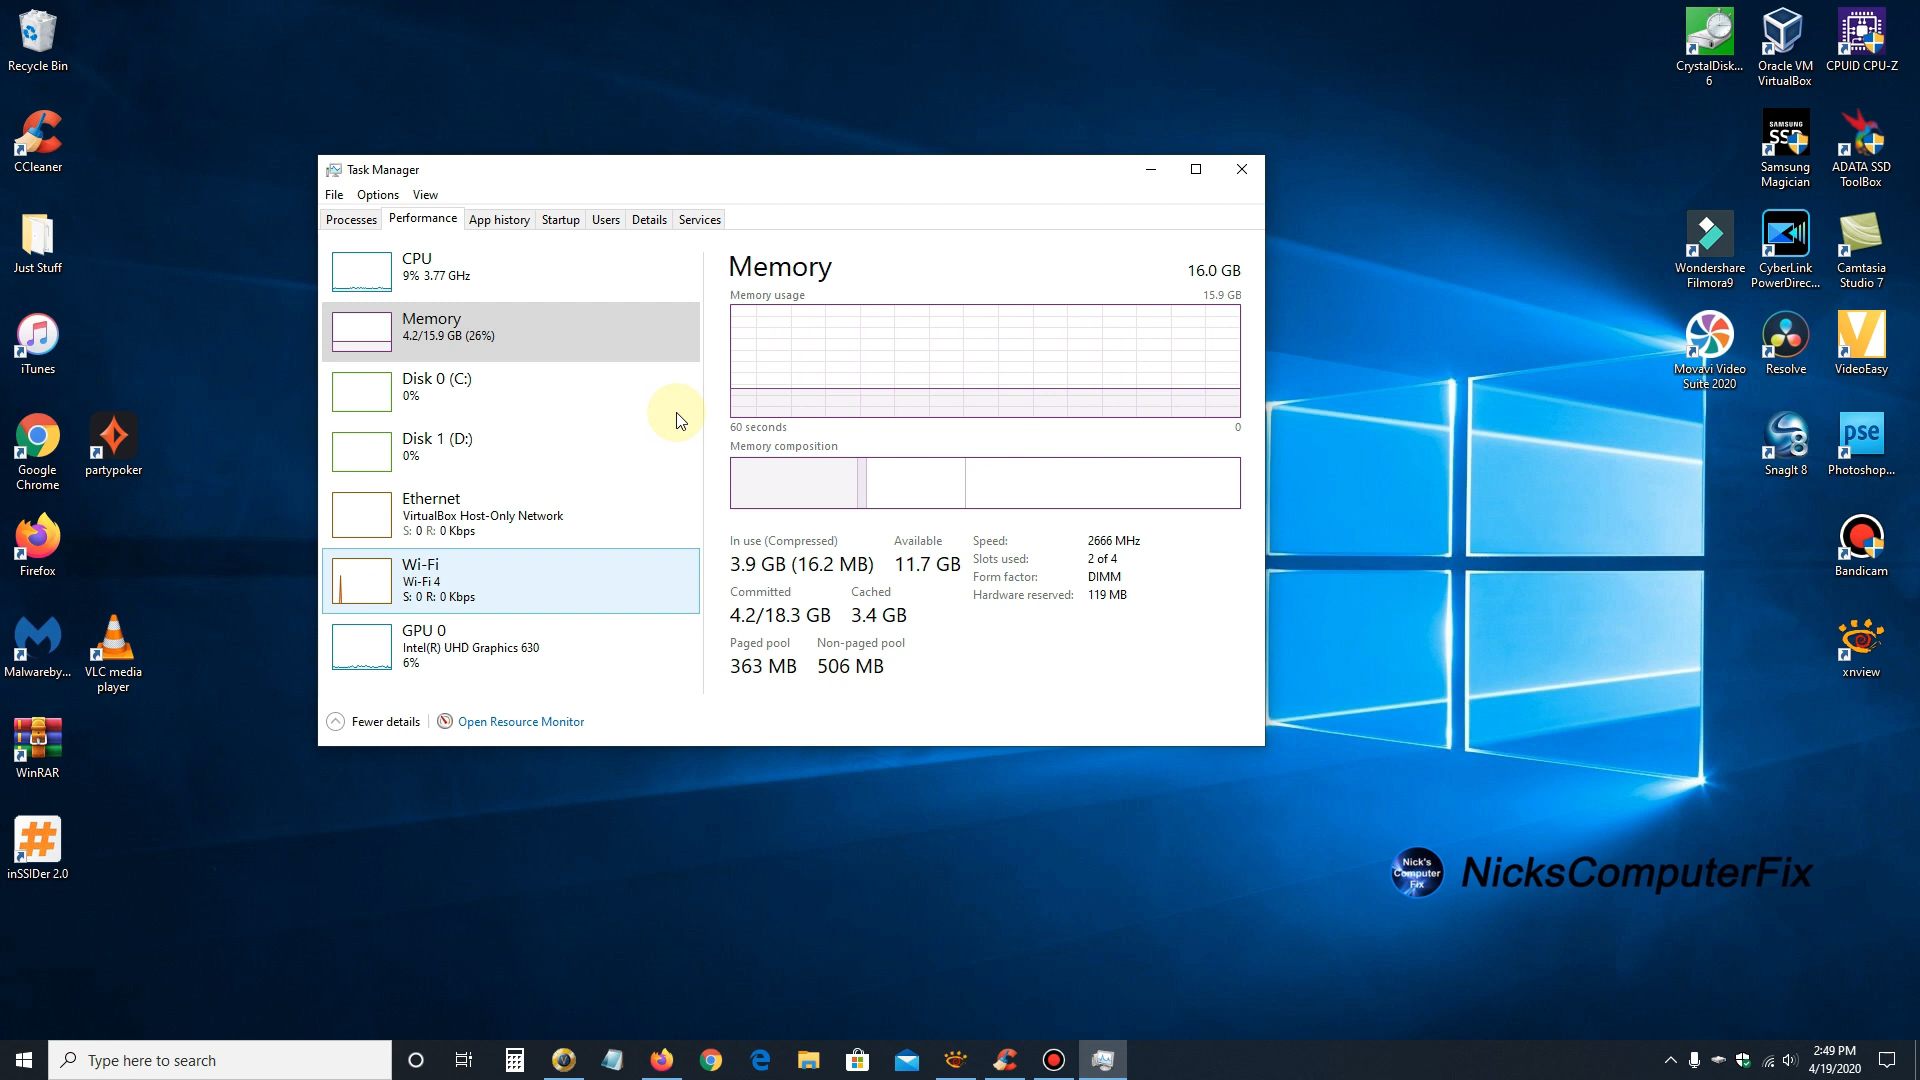 Recycle Bin
CCleaner
Just Stuff
iTunes
Google
Chrome
partypoker
Firefox
Malwareby...
VLC media
player
WinRAR
inSSIDer 2.0
Task Manager
File Options View
Processes Performance App history Startup Users Details Services
CPU
9% 3.77 GHz
Memory
4.2/15.9 GB (26%)
Disk 0 (C:)
0%
Disk 1 (D:)
0%
Ethernet
VirtualBox Host-Only Network
S: 0 R: 0 Kbps
Wi-Fi
Wi-Fi 4
S: 0 R: 0 Kbps
GPU 0
Intel(R) UHD Graphics 630
6%
Memory 16.0 GB
Memory usage 15.9 GB
60 seconds 0
Memory composition
In use (Compressed) Available
3.9 GB (16.2 MB) 11.7 GB
Committed Cached
4.2/18.3 GB 3.4 GB
Paged pool Non-paged pool
363 MB 506 MB
Speed: 2666 MHz
Slots used: 2 of 4
Form factor: DIMM
Hardware reserved: 119 MB
Fewer details Open Resource Monitor
CrystalDisk...
6
Oracle VM
VirtualBox
CPUID CPU-Z
SAMSUNG
SSD
Samsung
Magician
ADATA SSD
ToolBox
Wondershare
Filmora9
CyberLink
PowerDirec...
Camtasia
Studio 7
Movavi Video
Suite 2020
Resolve
VideoEasy
8
SnagIt 8
pse
Photoshop...
Bandicam
xnview
Nick's
Computer
Fix
NicksComputerFix
Type here to search
2:49 PM
4/19/2020